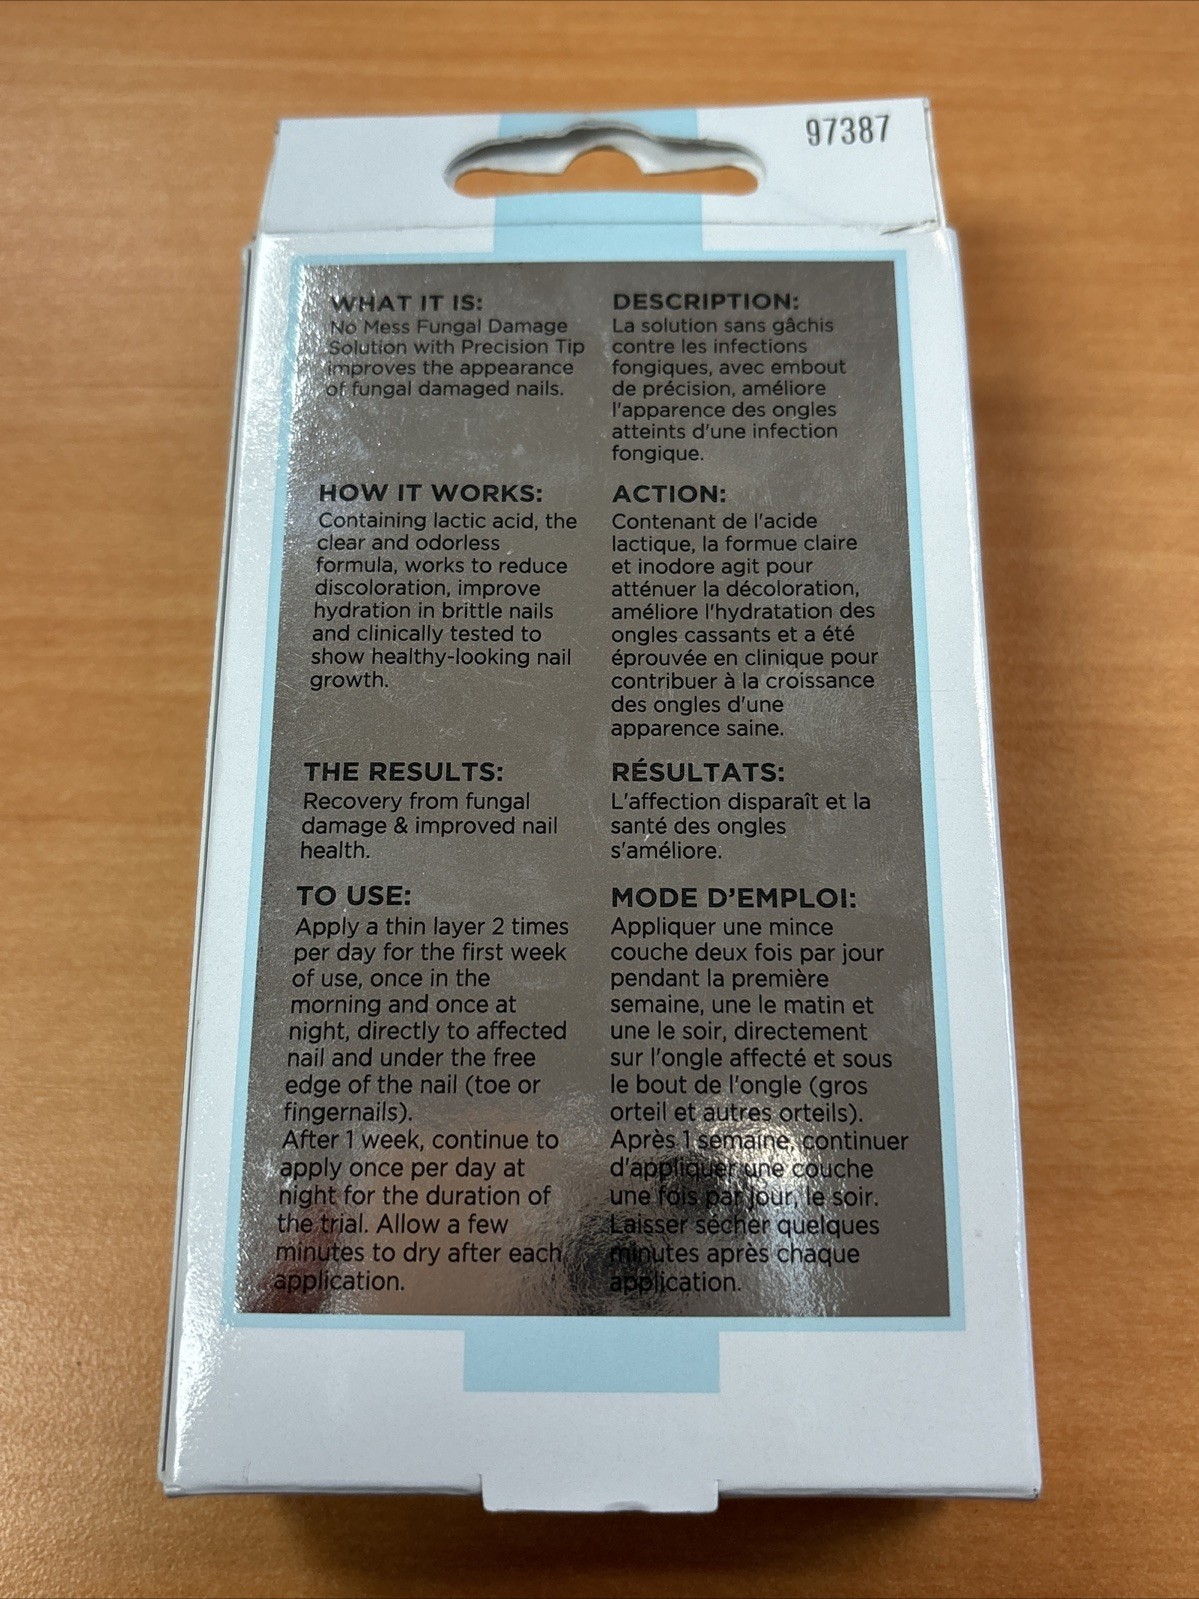 97387
WHAT IT IS:
No Mess Fungal Damage
Solution with Precision Tip
improves the appearance
of fungal damaged nails.
HOW IT WORKS:
Containing lactic acid, the
clear and odorless
formula, works to reduce
discoloration, improve
hydration in brittle nails
and clinically tested to
show healthy-looking nail
growth.
THE RESULTS:
Recovery from fungal
damage & improved nail
health.
TO USE:
Apply a thin layer 2 times
per day for the first week
of use, once in the
morning and once at
night, directly to affected
nail and under the free
edge of the nail (toe or
fingernails).
After 1 week, continue to
apply once per day at
night for the duration of
the trial. Allow a few
minutes to dry after each
application.
DESCRIPTION:
La solution sans gâchis
contre les infections
fongiques, avec embout
de précision, améliore
l'apparence des ongles
atteints d'une infection
fongique.
ACTION:
Contenant de l'acide
lactique, la formue claire
et inodore agit pour
atténuer la décoloration,
améliore l'hydratation des
ongles cassants et a été
éprouvée en clinique pour
contribuer à la croissance
des ongles d'une
apparence saine.
RÉSULTATS:
L'affection disparaît et la
santé des ongles
s'améliore.
MODE D'EMPLOI:
Appliquer une mince
couche deux fois par jour
pendant la première
semaine, une le matin et
une le soir, directement
sur l'ongle affecté et sous
le bout de l'ongle (gros
orteil et autres orteils).
Après 1 semaine, continuer
d'appliquer une couche
une fois par jour, le soir.
Laisser sécher quelques
minutes après chaque
application.